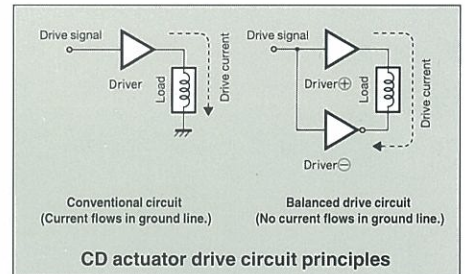 Drive signal
Driver
Load
Drive current
Conventional circuit
(Current flows in ground line.)
Drive signal
Driver⊕
Load
Drive current
Driver⊖
Balanced drive circuit
(No current flows in ground line.)
CD actuator drive circuit principles